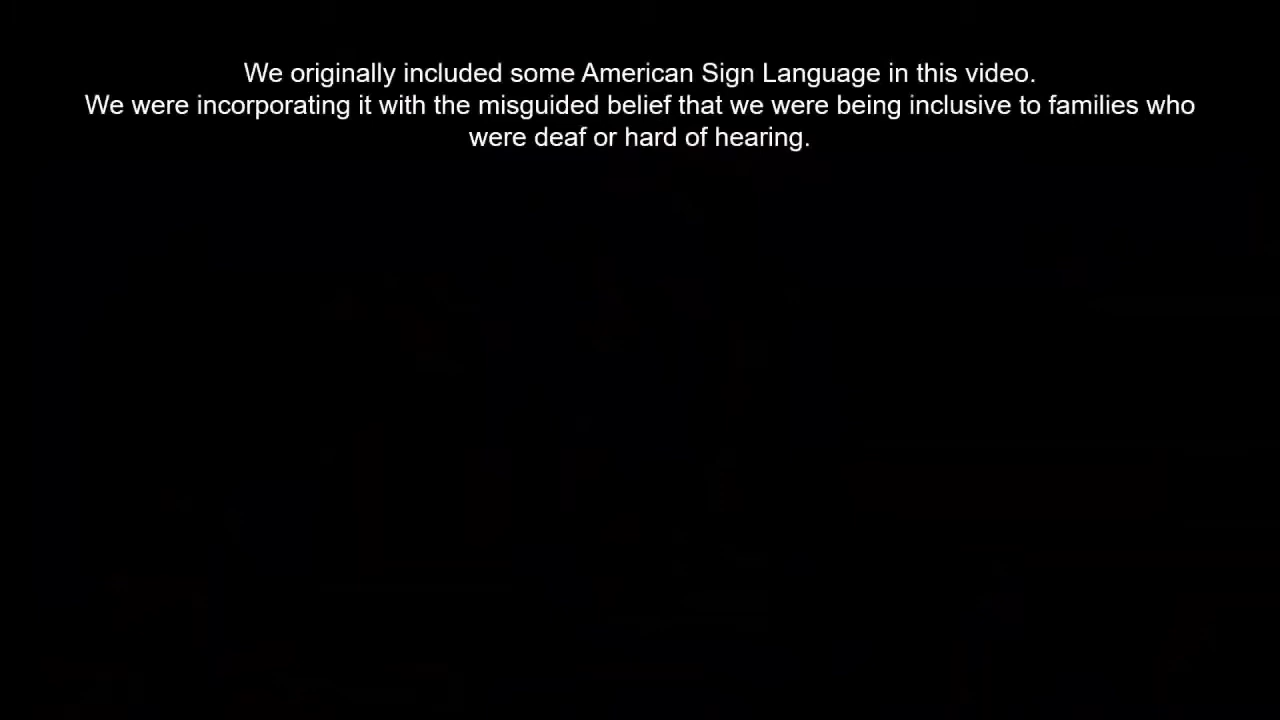 We originally included some American Sign Language in this video.
We were incorporating it with the misguided belief that we were being inclusive to families who
were deaf or hard of hearing.